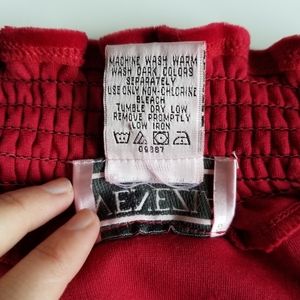 MACHINE WASH WARM
WASH DARK COLORS
SEPARATELY
USE ONLY NON-CHLORINE
BLEACH
TUMBLE DRY LOW
REMOVE PROMPTLY
LOW IRON
09887